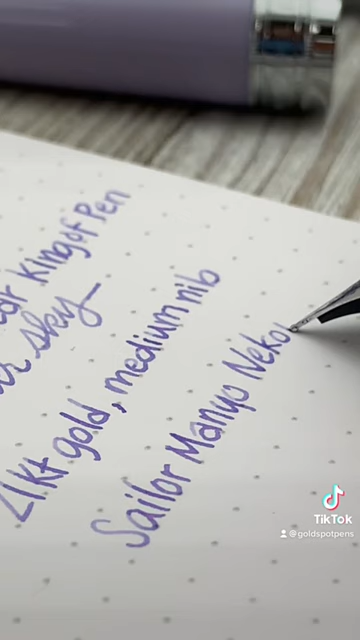 King of Pen
sky
21kt gold, medium nib
Sailor Manyo Neko
TikTok
@goldspotpens